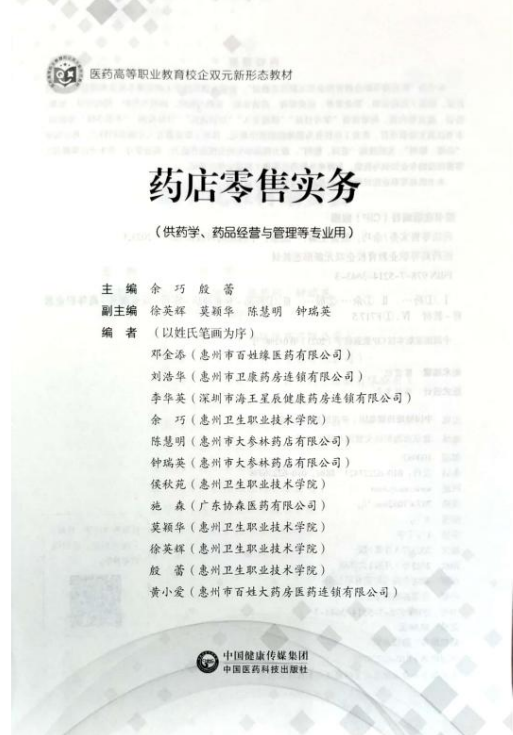 医药高等职业教育校企双元新形态教材
药店零售实务
（供药学、药品经营与管理等专业用）
主 编 余 巧 殷 蕾
副主编 徐英辉 莫颖华 陈慧明 钟瑞英
编 者 （以姓氏笔画为序）
邓金添（惠州市百姓缘医药有限公司）
刘浩华（惠州市卫康药房连锁有限公司）
李华英（深圳市海王星辰健康药房连锁有限公司）
余 巧（惠州卫生职业技术学院）
陈慧明（惠州市大参林药店有限公司）
钟瑞英（惠州市大参林药店有限公司）
侯秋苑（惠州卫生职业技术学院）
施 森（广东协森医药有限公司）
莫颖华（惠州卫生职业技术学院）
徐英辉（惠州卫生职业技术学院）
殷 蕾（惠州卫生职业技术学院）
黄小爱（惠州市百姓大药房医药连锁有限公司）
中国健康传媒集团
中国医药科技出版社